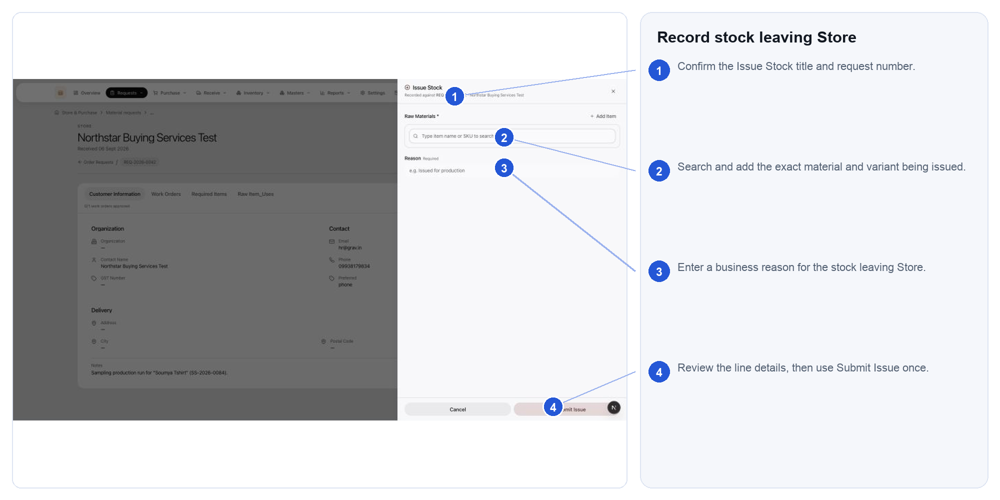 Overview
Requests
Purchase
Receive
Inventory
Masters
Reports
Settings
Store & Purchase > Material requests > ...
STORE
Northstar Buying Services Test
Received 06 Sept 2026
← Order Requests / REQ-2026-0042
Customer Information
Work Orders
Required Items
Raw Item_Uses
0/1 work orders approved
Organization
Organization
—
Contact Name
Northstar Buying Services Test
GST Number
—
Contact
Email
hr@grav.in
Phone
09938179834
Preferred
phone
Delivery
Address
—
City
—
Postal Code
—
Notes
Sampling production run for "Soumya Tshirt" (SS-2026-0084).
Issue Stock
Recorded against REQ
Northstar Buying Services Test
1
Raw Materials *
+ Add Item
Type item name or SKU to search
2
Reason Required
3
e.g. Issued for production
Cancel
4
Issue
N
Record stock leaving Store
1 Confirm the Issue Stock title and request number.
2 Search and add the exact material and variant being issued.
3 Enter a business reason for the stock leaving Store.
4 Review the line details, then use Submit Issue once.